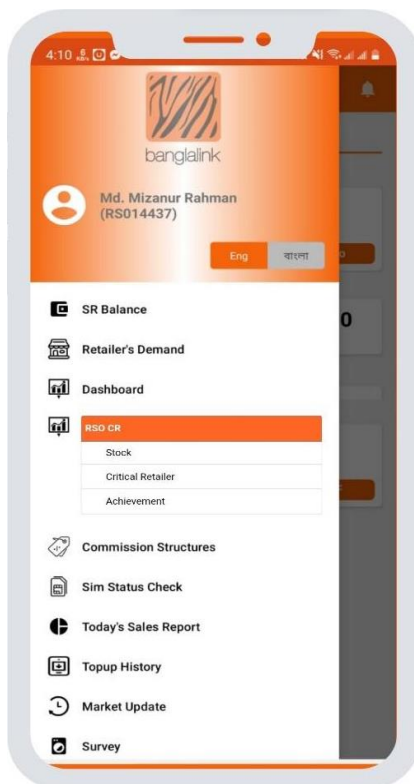 4:10
banglalink
Md. Mizanur Rahman
(RS014437)
Eng
বাংলা
SR Balance
0
Retailer's Demand
Dashboard
RSO CR
Stock
Critical Retailer
Achievement
Commission Structures
Sim Status Check
Today's Sales Report
Topup History
Market Update
Survey